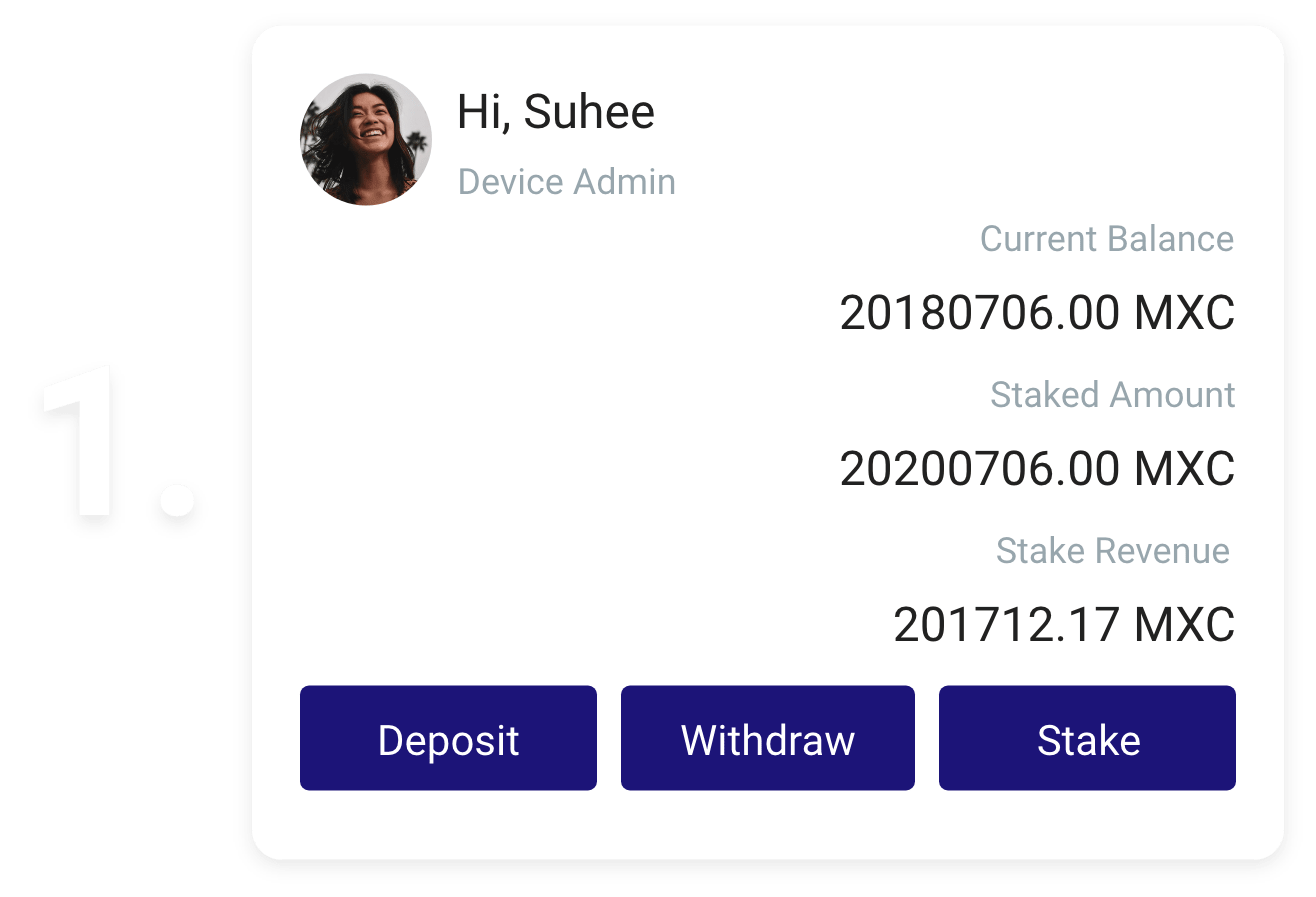 1.
Hi, Suhee
Device Admin
Current Balance
20180706.00 MXC
Staked Amount
20200706.00 MXC
Stake Revenue
201712.17 MXC
Deposit Withdraw Stake